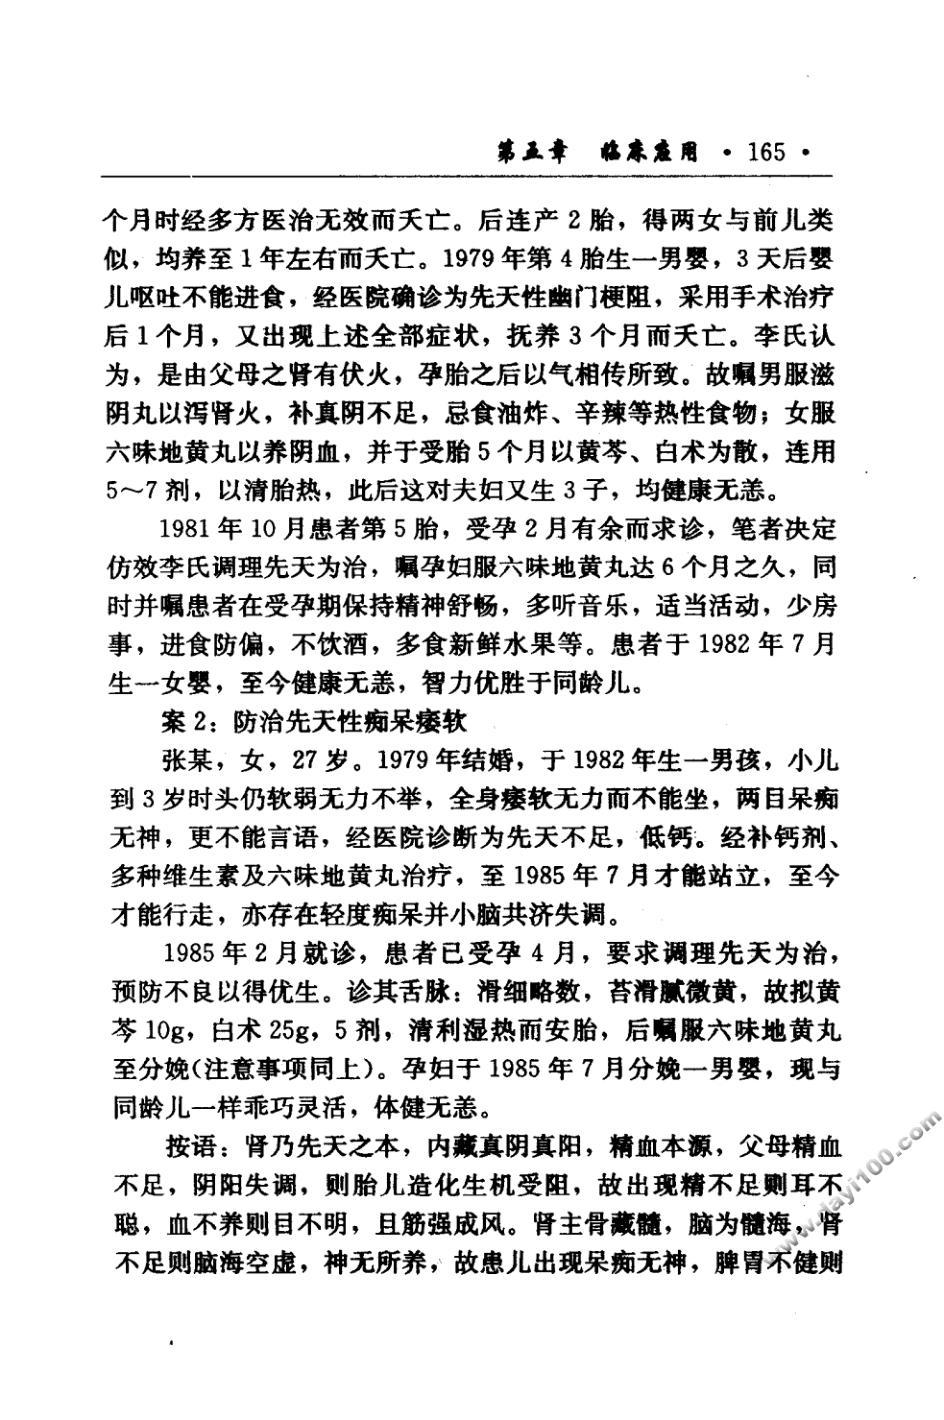 第五章　临床应用 · 165 ·
个月时经多方医治无效而夭亡。后连产 2 胎，得两女与前儿类
似，均养至 1 年左右而夭亡。1979 年第 4 胎生一男婴，3 天后婴
儿呕吐不能进食，经医院确诊为先天性幽门梗阻，采用手术治疗
后 1 个月，又出现上述全部症状，抚养 3 个月而夭亡。李氏认
为，是由父母之肾有伏火，孕胎之后以气相传所致。故嘱男服滋
阴丸以泻肾火，补真阴不足，忌食油炸、辛辣等热性食物；女服
六味地黄丸以养阴血，并于受胎 5 个月以黄芩、白术为散，连用
5～7 剂，以清胎热，此后这对夫妇又生 3 子，均健康无恙。
1981 年 10 月患者第 5 胎，受孕 2 月有余而求诊，笔者决定
仿效李氏调理先天为治，嘱孕妇服六味地黄丸达 6 个月之久，同
时并嘱患者在受孕期保持精神舒畅，多听音乐，适当活动，少房
事，进食防偏，不饮酒，多食新鲜水果等。患者于 1982 年 7 月
生一女婴，至今健康无恙，智力优胜于同龄儿。
案 2：防治先天性痴呆痿软
张某，女，27 岁。1979 年结婚，于 1982 年生一男孩，小儿
到 3 岁时头仍软弱无力不举，全身痿软无力而不能坐，两目呆痴
无神，更不能言语，经医院诊断为先天不足，低钙。经补钙剂、
多种维生素及六味地黄丸治疗，至 1985 年 7 月才能站立，至今
才能行走，亦存在轻度痴呆并小脑共济失调。
1985 年 2 月就诊，患者已受孕 4 月，要求调理先天为治，
预防不良以得优生。诊其舌脉：滑细略数，苔滑腻微黄，故拟黄
芩 10g，白术 25g，5 剂，清利湿热而安胎，后嘱服六味地黄丸
至分娩（注意事项同上）。孕妇于 1985 年 7 月分娩一男婴，现与
同龄儿一样乖巧灵活，体健无恙。
按语：肾乃先天之本，内藏真阴真阳，精血本源，父母精血
不足，阴阳失调，则胎儿造化生机受阻，故出现精不足则耳不
聪，血不养则目不明，且筋强成风。肾主骨藏髓，脑为髓海，肾
不足则脑海空虚，神无所养，故患儿出现呆痴无神，脾胃不健则
www.dayi100.com